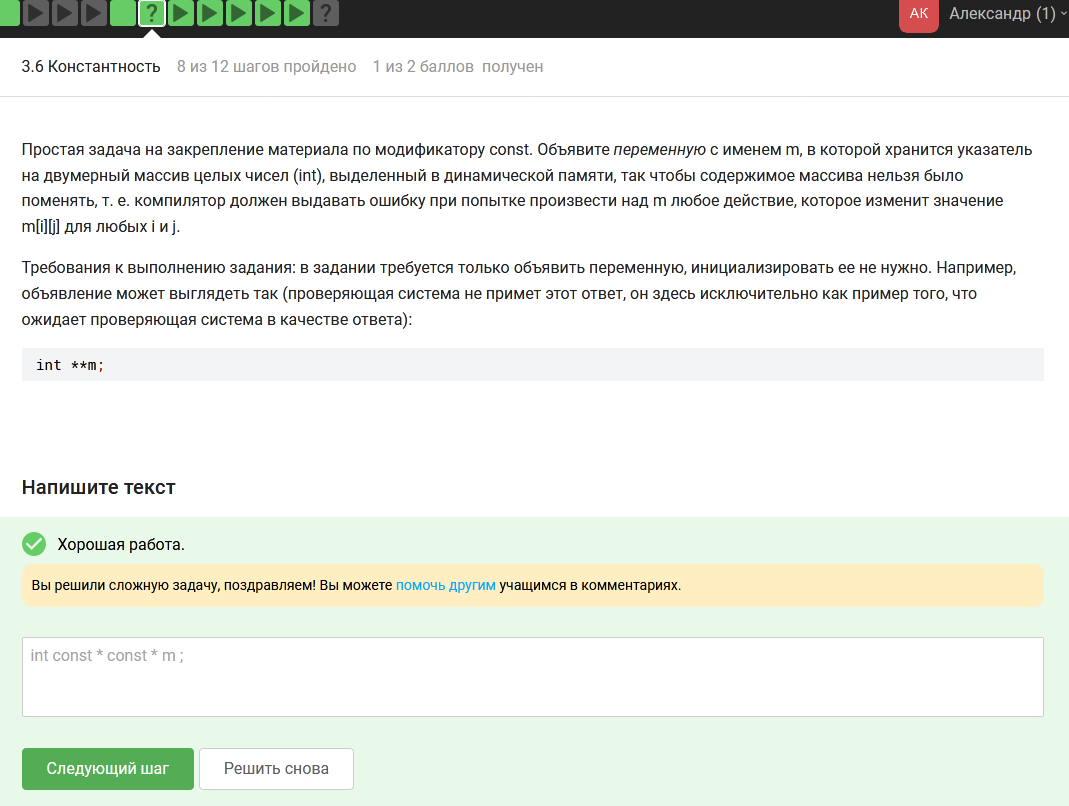 ?
?
АК
Александр (1)
3.6 Константность 8 из 12 шагов пройдено 1 из 2 баллов получен
Простая задача на закрепление материала по модификатору const. Объявите переменную с именем m, в которой хранится указатель
на двумерный массив целых чисел (int), выделенный в динамической памяти, так чтобы содержимое массива нельзя было
поменять, т. е. компилятор должен выдавать ошибку при попытке произвести над m любое действие, которое изменит значение
m[i][j] для любых i и j.
Требования к выполнению задания: в задании требуется только объявить переменную, инициализировать ее не нужно. Например,
объявление может выглядеть так (проверяющая система не примет этот ответ, он здесь исключительно как пример того, что
ожидает проверяющая система в качестве ответа):
int **m;
Напишите текст
Хорошая работа.
Вы решили сложную задачу, поздравляем! Вы можете помочь другим учащимся в комментариях.
int const * const * m ;
Следующий шаг
Решить снова